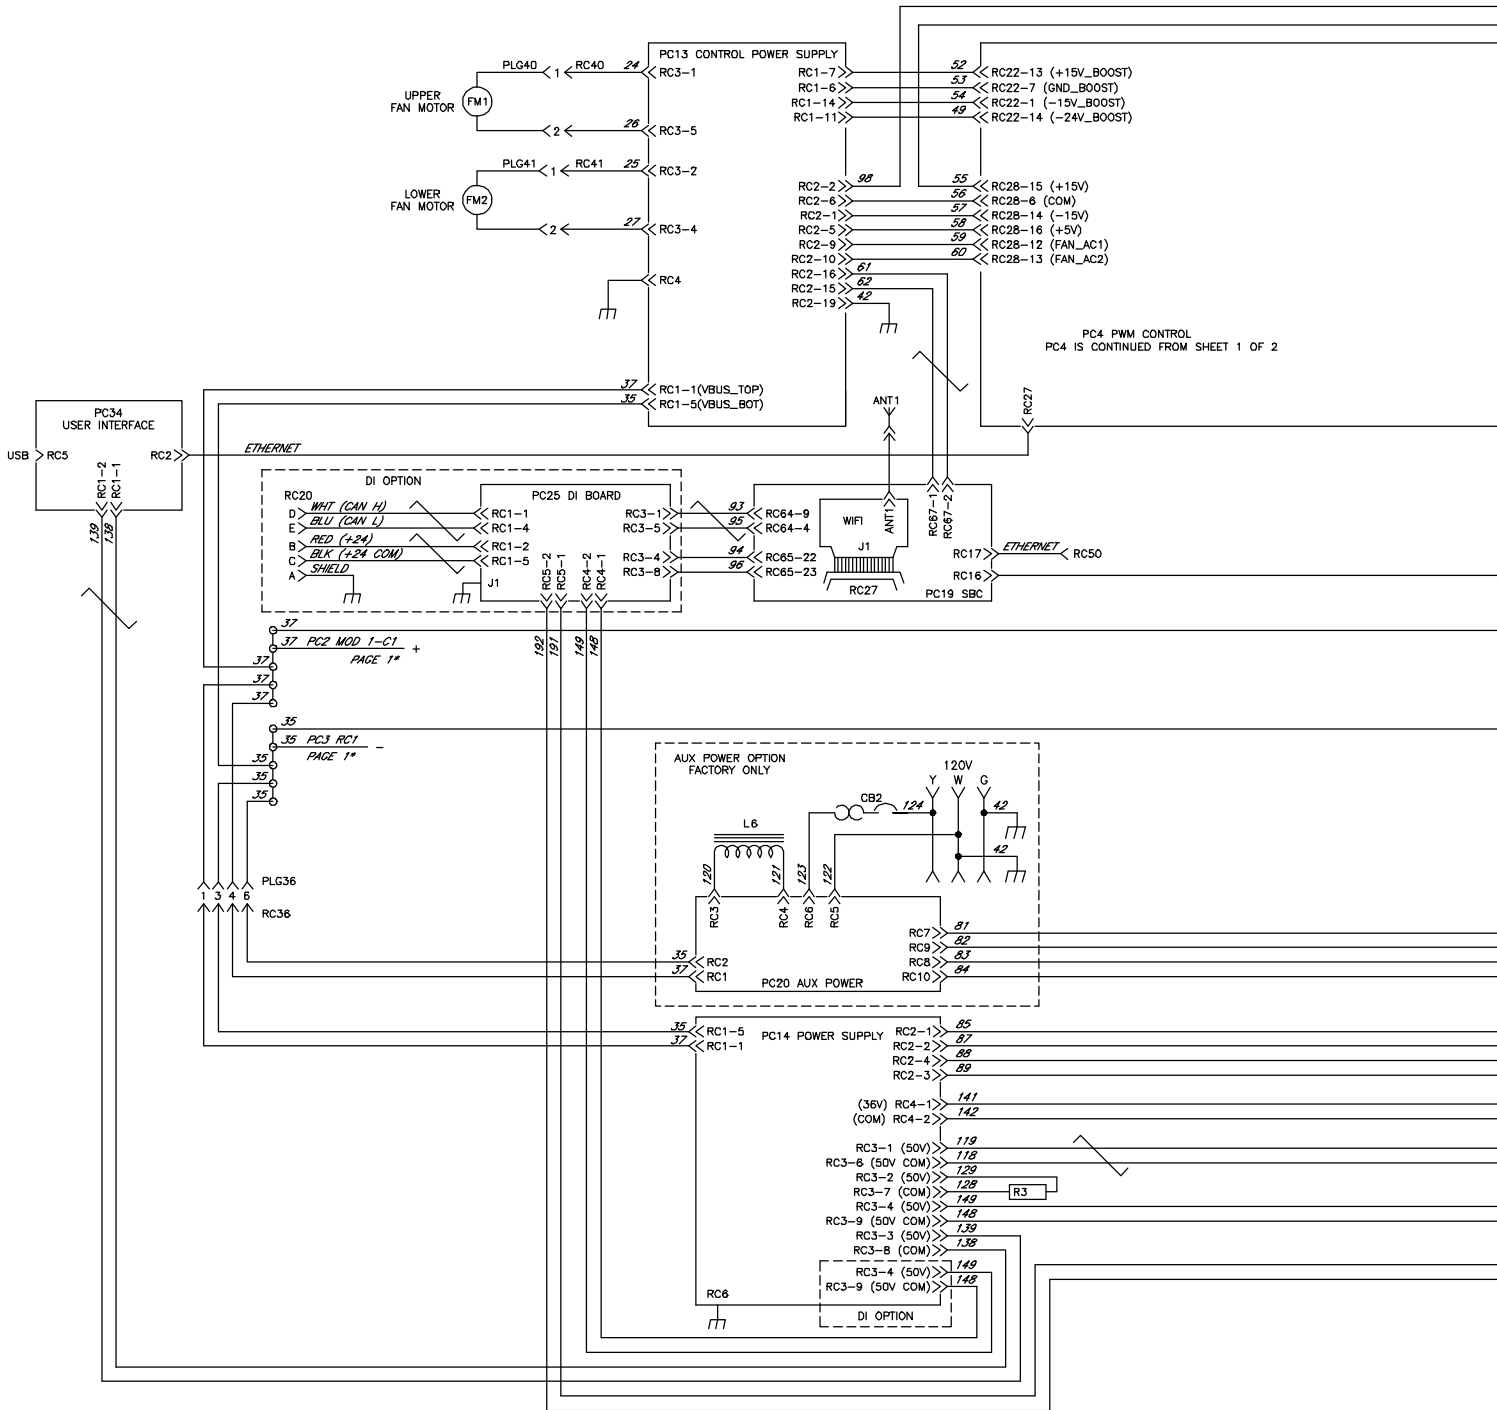 PC13 CONTROL POWER SUPPLY
UPPER
FAN MOTOR
FM1
PLG40
1
RC40
24
RC3-1
2
26
RC3-5
LOWER
FAN MOTOR
FM2
PLG41
1
RC41
25
RC3-2
2
27
RC3-4
RC4
37
RC1-1(VBUS_TOP)
35
RC1-5(VBUS_BOT)
RC1-7
52
RC22-13 (+15V_BOOST)
RC1-6
53
RC22-7 (GND_BOOST)
RC1-14
54
RC22-1 (-15V_BOOST)
RC1-11
49
RC22-14 (-24V_BOOST)
RC2-2
98
55
RC28-15 (+15V)
RC2-6
56
RC28-6 (COM)
RC2-1
57
RC28-14 (-15V)
RC2-5
58
RC28-16 (+5V)
RC2-9
59
RC28-12 (FAN_AC1)
RC2-10
60
RC28-13 (FAN_AC2)
RC2-16
61
RC2-15
62
RC2-19
42
PC4 PWM CONTROL
PC4 IS CONTINUED FROM SHEET 1 OF 2
RC27
ANT1
PC34
USER INTERFACE
USB
RC5
RC2
ETHERNET
RC1-2
RC1-1
139
138
DI OPTION
RC20
D
WHT (CAN H)
RC1-1
E
BLU (CAN L)
RC1-4
B
RED (+24)
RC1-2
C
BLK (+24 COM)
RC1-5
A
SHIELD
J1
PC25 DI BOARD
RC3-1
93
RC64-9
RC3-5
95
RC64-4
RC3-4
94
RC65-22
RC3-8
96
RC65-23
RC5-2
RC5-1
RC4-2
RC4-1
192
191
149
148
WIFI
ANT1
J1
RC27
RC67-1
RC67-2
RC17
ETHERNET
RC50
RC16
PC19 SBC
37
37 PC2 MOD 1-C1 +
PAGE 1*
37
37
37
35
35 PC3 RC1 -
PAGE 1*
35
35
35
PLG36
1 3 4 6
RC36
AUX POWER OPTION
FACTORY ONLY
L6
CB2
124
120V
Y W G
42
42
120
121
123
122
RC3
RC4
RC6
RC5
35
RC2
37
RC1
PC20 AUX POWER
RC7
81
RC9
82
RC8
83
RC10
84
35
RC1-5
37
RC1-1
PC14 POWER SUPPLY
RC2-1
85
RC2-2
87
RC2-4
88
RC2-3
89
(36V) RC4-1
141
(COM) RC4-2
142
RC3-1 (50V)
119
RC3-6 (50V COM)
118
RC3-2 (50V)
129
RC3-7 (COM)
128
R3
RC3-4 (50V)
149
RC3-9 (50V COM)
148
RC3-3 (50V)
139
RC3-8 (COM)
138
RC3-4 (50V)
149
RC3-9 (50V COM)
148
DI OPTION
RC6